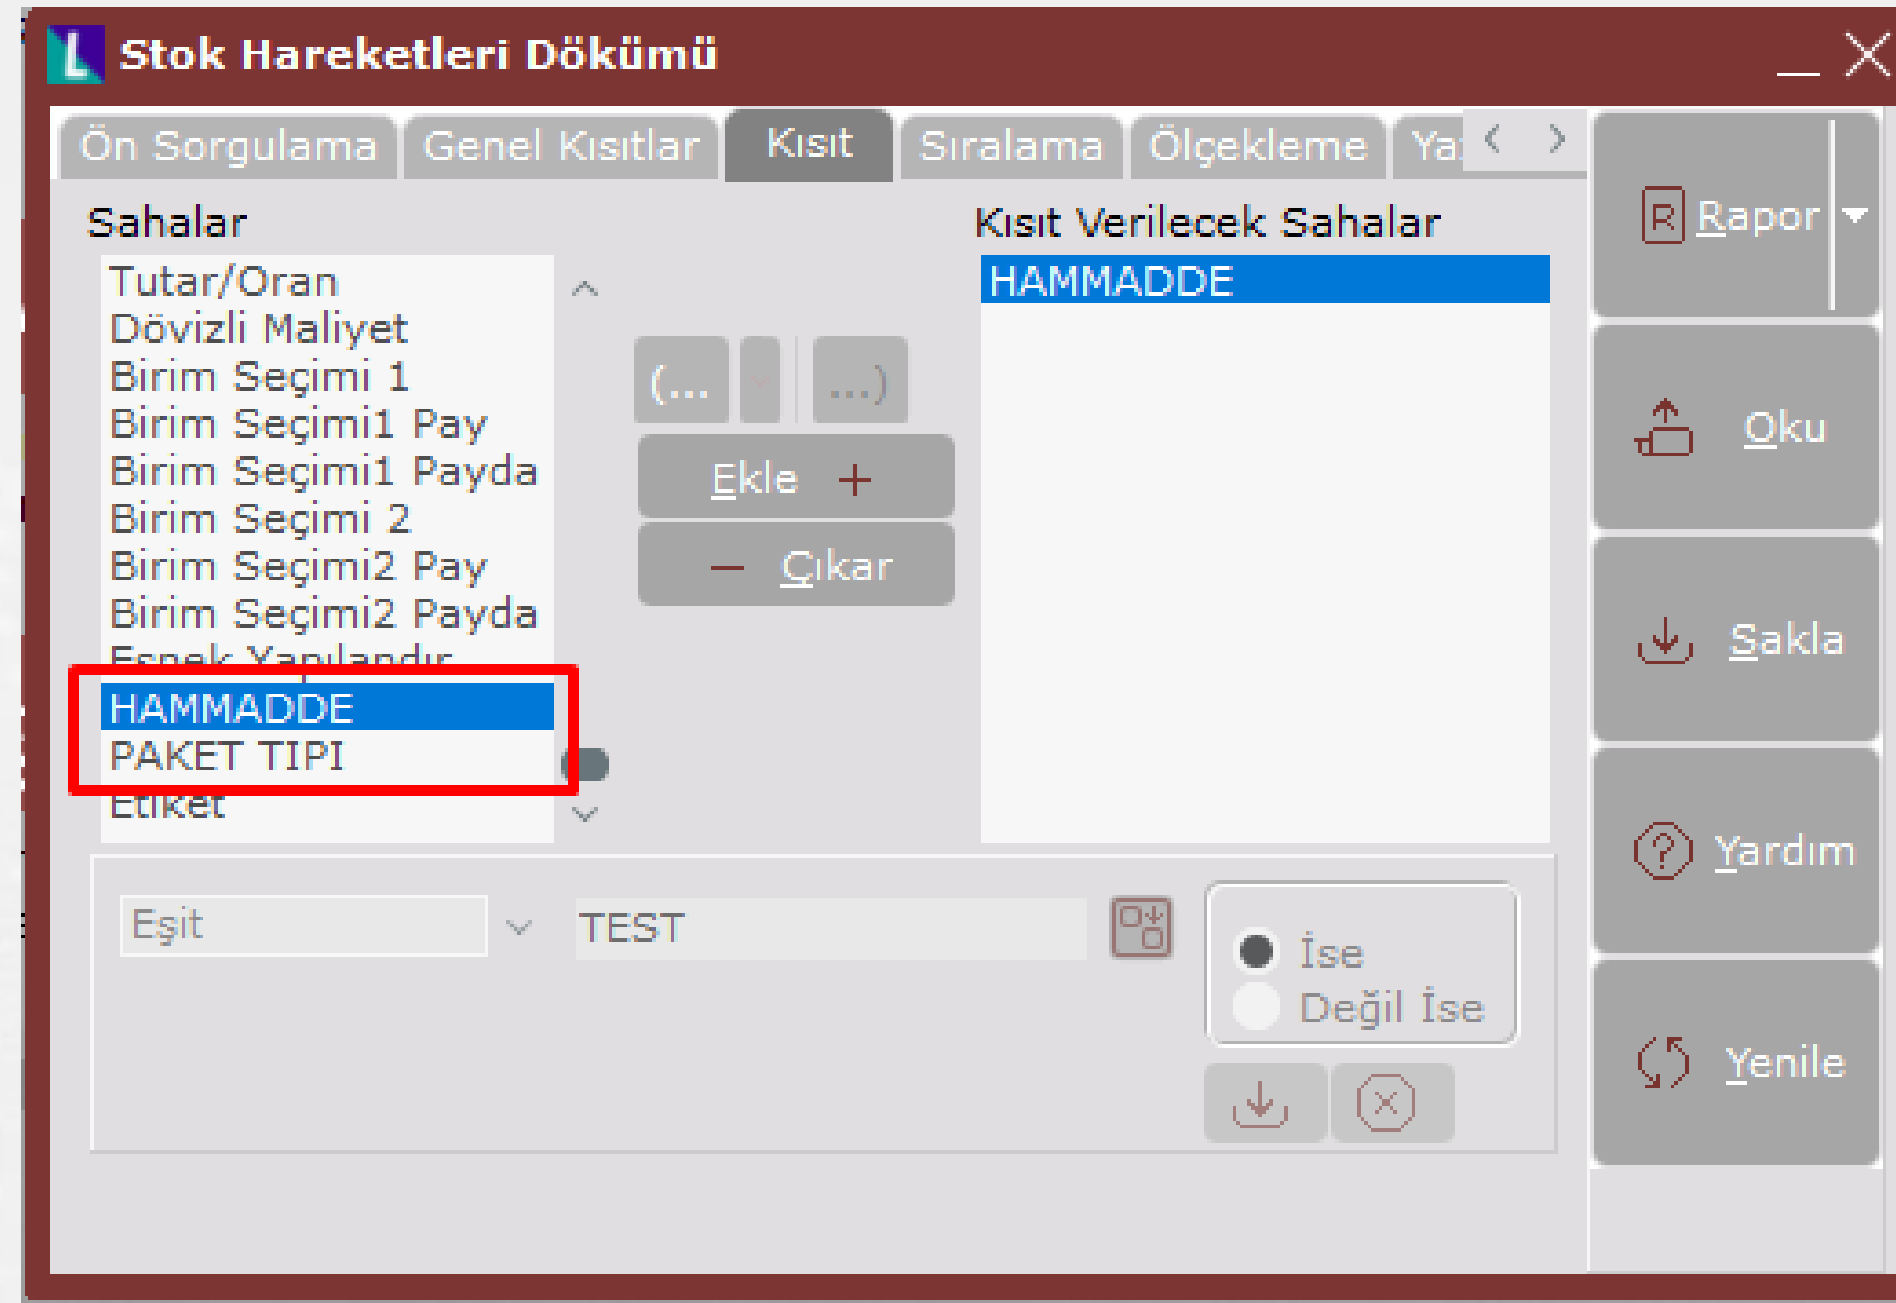 Stok Hareketleri Dökümü
Ön Sorgulama Genel Kısıtlar Kısıt Sıralama Ölçekleme
Sahalar
Tutar/Oran
Dövizli Maliyet
Birim Seçimi 1
Birim Seçimi1 Pay
Birim Seçimi1 Payda
Birim Seçimi 2
Birim Seçimi2 Pay
Birim Seçimi2 Payda
Esnek Yapılandır
HAMMADDE
PAKET TIPI
Etiket
(... ...)
Ekle +
− Çıkar
Kısıt Verilecek Sahalar
HAMMADDE
Eşit
TEST
İse
Değil İse
R Rapor
Oku
Sakla
? Yardım
Yenile